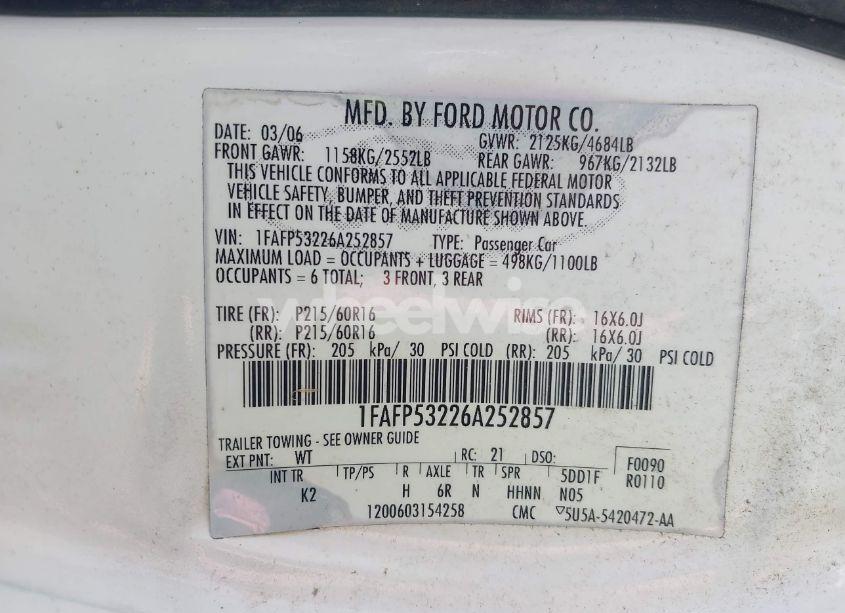 MFD. BY FORD MOTOR CO.
DATE: 03/06 GVWR: 2125KG/4684LB
FRONT GAWR: 1158KG/2552LB REAR GAWR: 967KG/2132LB
THIS VEHICLE CONFORMS TO ALL APPLICABLE FEDERAL MOTOR
VEHICLE SAFETY, BUMPER, AND THEFT PREVENTION STANDARDS
IN EFFECT ON THE DATE OF MANUFACTURE SHOWN ABOVE.
VIN: 1FAFP53226A252857 TYPE: Passenger Car
MAXIMUM LOAD = OCCUPANTS + LUGGAGE = 498KG/1100LB
OCCUPANTS = 6 TOTAL; 3 FRONT, 3 REAR
wheelwise
TIRE (FR): P215/60R16 RIMS (FR): 16X6.0J
(RR): P215/60R16 (RR): 16X6.0J
PRESSURE (FR): 205 kPa/ 30 PSI COLD (RR): 205 kPa/ 30 PSI COLD
1FAFP53226A252857
TRAILER TOWING - SEE OWNER GUIDE
EXT PNT: WT RC: 21 DSO: F0090
INT TR TP/PS R AXLE TR SPR 5DD1F R0110
K2 H 6R N HHNN N05
1200603154258 CMC 5U5A-5420472-AA